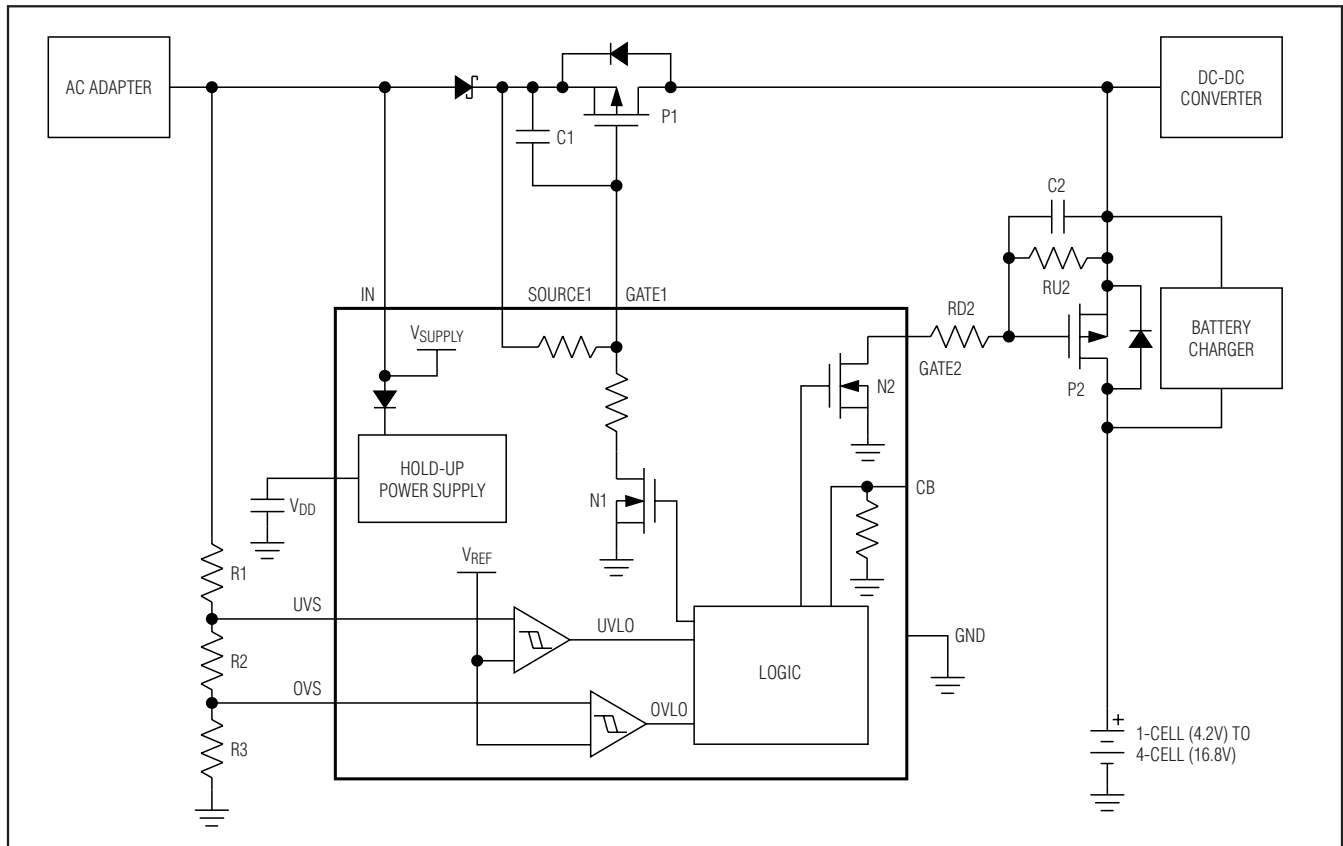 AC ADAPTER
DC-DC
CONVERTER
P1
C1
C2
IN
SOURCE1
GATE1
RU2
RD2
BATTERY
CHARGER
VSUPPLY
GATE2
N2
P2
HOLD-UP
POWER SUPPLY
VDD
N1
CB
VREF
R1
UVS
UVLO
GND
R2
LOGIC
OVS
OVLO
R3
+
1-CELL (4.2V) TO
4-CELL (16.8V)